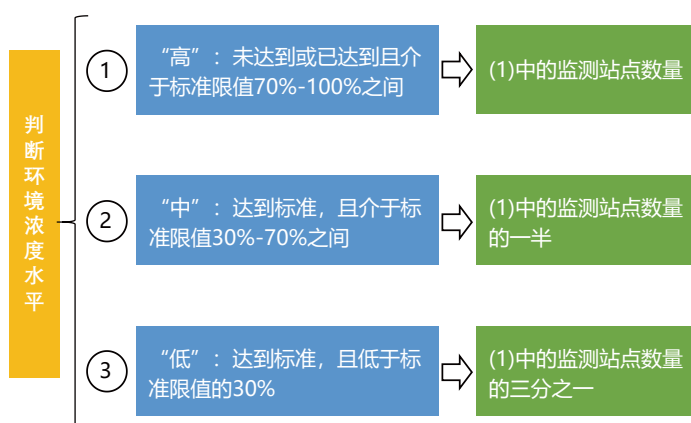 判断环境浓度水平
1
“高”：未达到或已达到且介
于标准限值70%-100%之间
(1)中的监测站点数量
2
“中”：达到标准，且介于标
准限值30%-70%之间
(1)中的监测站点数量
的一半
3
“低”：达到标准，且低于标
准限值的30%
(1)中的监测站点数量
的三分之一